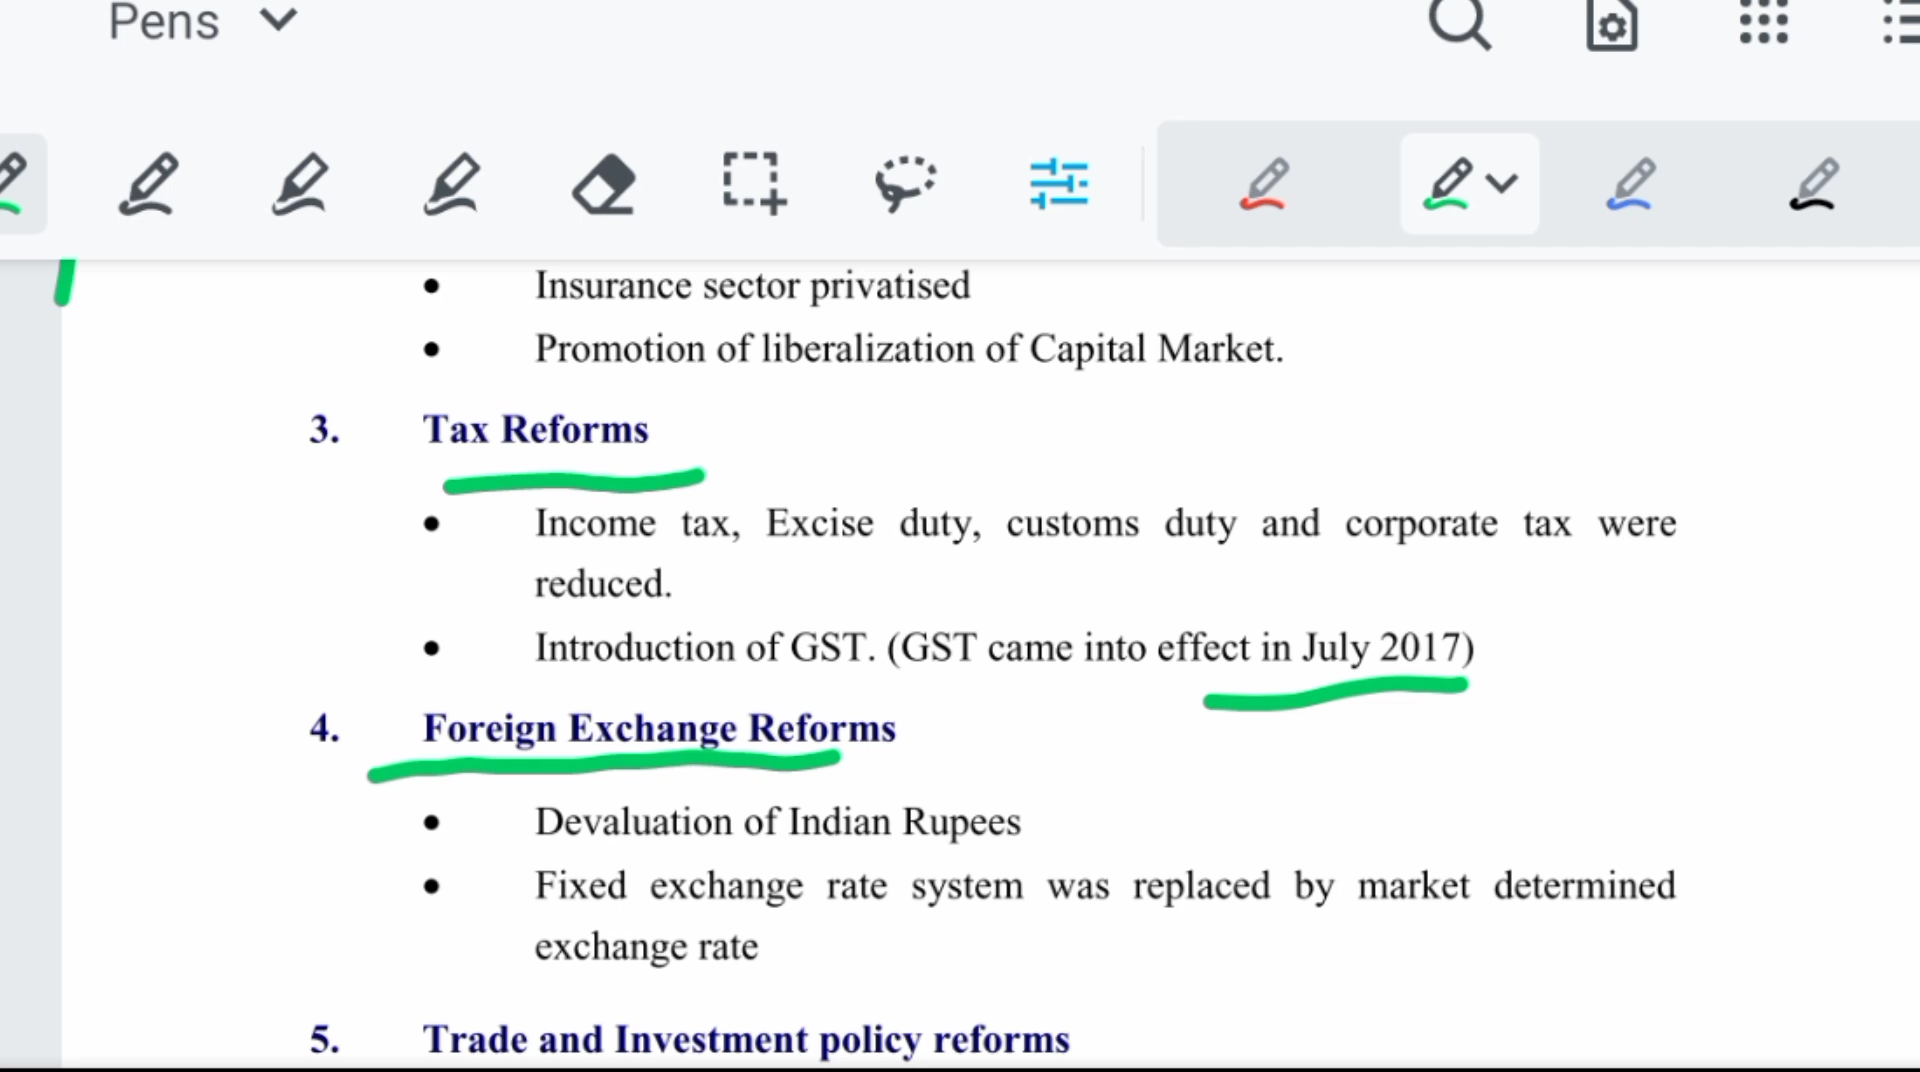 Pens
• Insurance sector privatised
• Promotion of liberalization of Capital Market.
3. Tax Reforms
• Income tax, Excise duty, customs duty and corporate tax were
reduced.
• Introduction of GST. (GST came into effect in July 2017)
4. Foreign Exchange Reforms
• Devaluation of Indian Rupees
• Fixed exchange rate system was replaced by market determined
exchange rate
5. Trade and Investment policy reforms